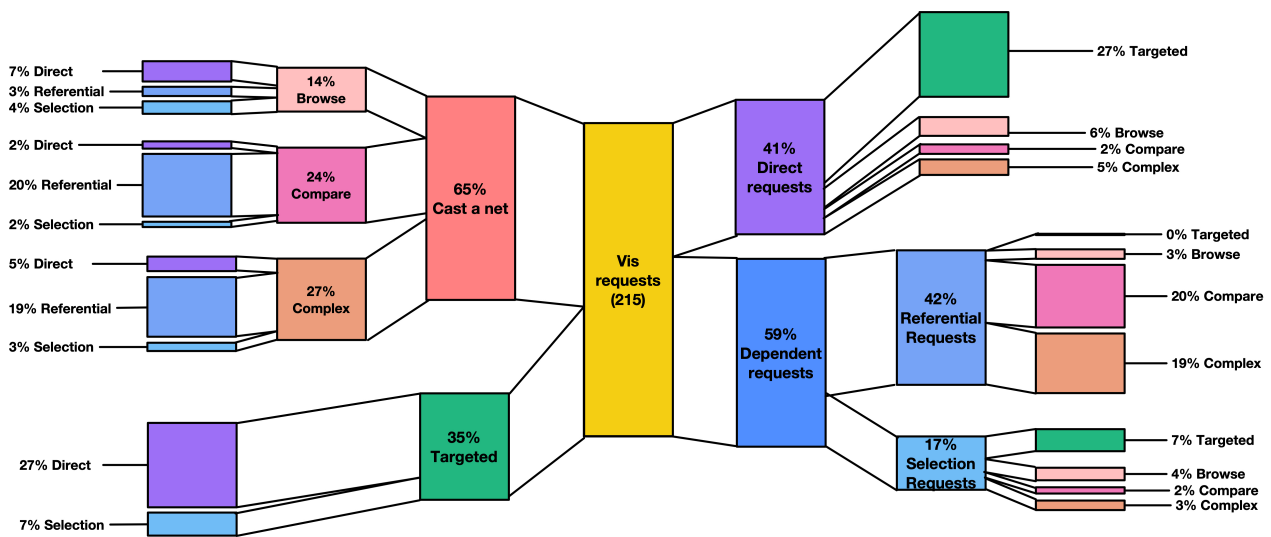 7% Direct
3% Referential
4% Selection
14%
Browse
2% Direct
20% Referential
2% Selection
24%
Compare
5% Direct
19% Referential
3% Selection
27%
Complex
65%
Cast a net
27% Direct
7% Selection
35%
Targeted
Vis
requests
(215)
41%
Direct
requests
27% Targeted
6% Browse
2% Compare
5% Complex
59%
Dependent
requests
42%
Referential
Requests
0% Targeted
3% Browse
20% Compare
19% Complex
17%
Selection
Requests
7% Targeted
4% Browse
2% Compare
3% Complex